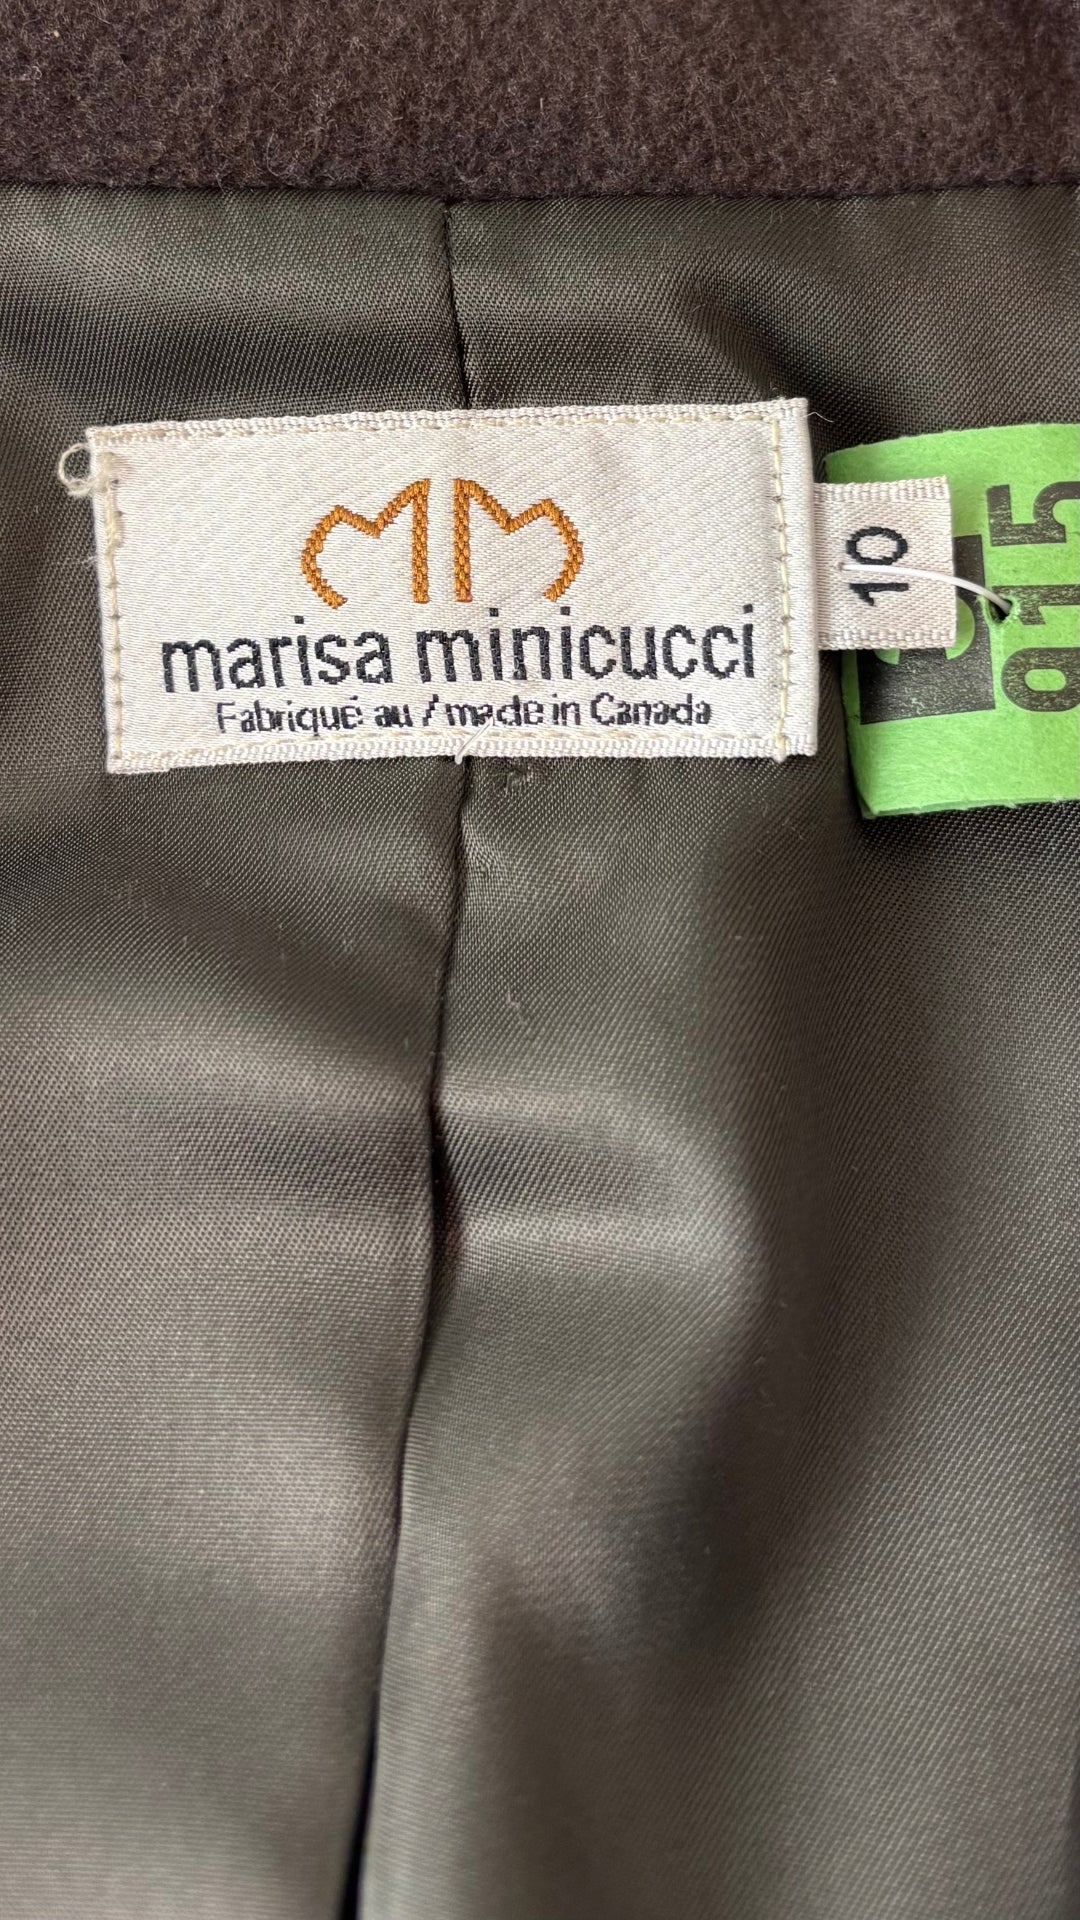 MM
marisa minicucci
Fabriqué au / made in Canada
10
915